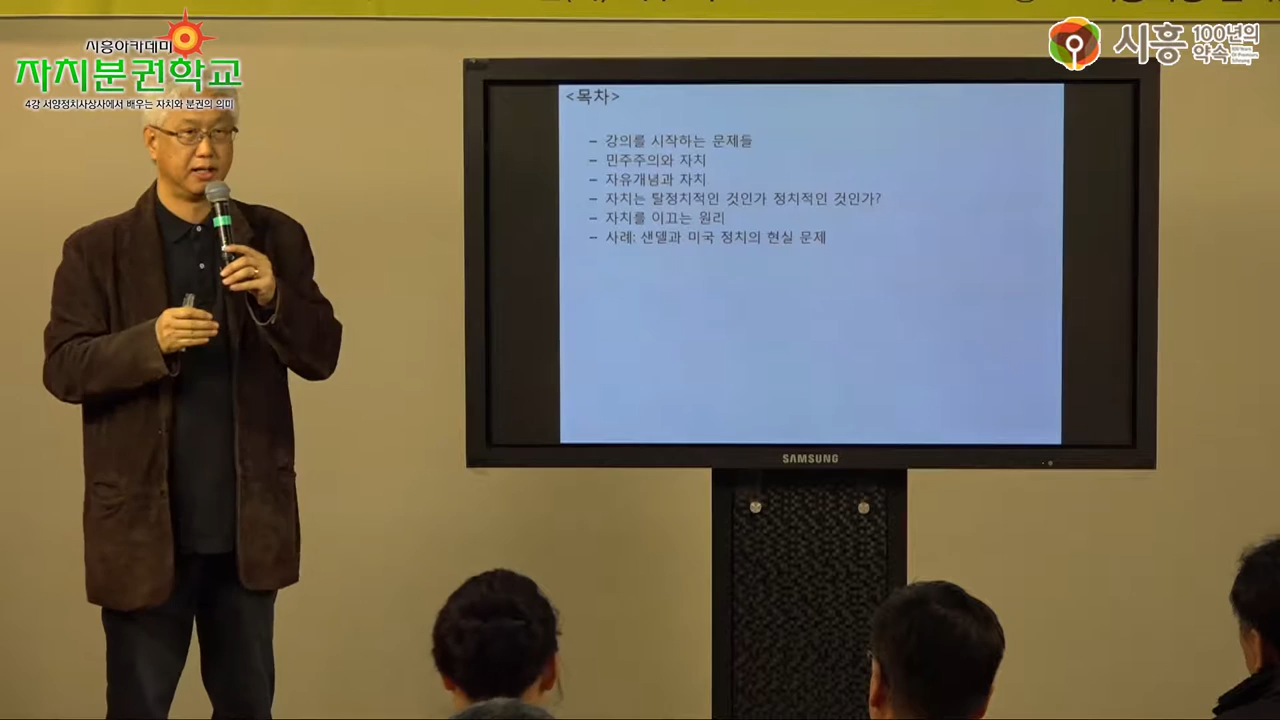 시흥아카데미
자치분권학교
4강 서양정치사상사에서 배우는 자치와 분권의 의미
시흥 100년의 약속
<목차>
– 강의를 시작하는 문제들
– 민주주의와 자치
– 자유개념과 자치
– 자치는 탈정치적인 것인가 정치적인 것인가?
– 자치를 이끄는 원리
– 사례: 샌델과 미국 정치의 현실 문제
SAMSUNG